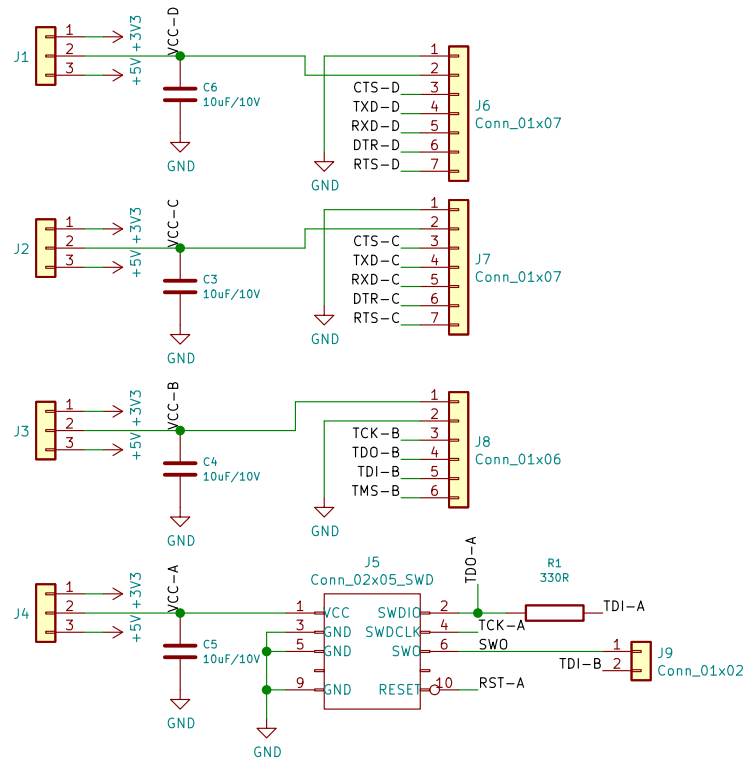 J1
1
2
3
+3V3
+5V
VCC-D
C6
10uF/10V
GND
GND
1
2
CTS-D 3
TXD-D 4
RXD-D 5
DTR-D 6
RTS-D 7
J6
Conn_01x07
J2
1
2
3
+3V3
+5V
VCC-C
C3
10uF/10V
GND
GND
1
2
CTS-C 3
TXD-C 4
RXD-C 5
DTR-C 6
RTS-C 7
J7
Conn_01x07
J3
1
2
3
+3V3
+5V
VCC-B
C4
10uF/10V
GND
GND
1
2
TCK-B 3
TDO-B 4
TDI-B 5
TMS-B 6
J8
Conn_01x06
J4
1
2
3
+3V3
+5V
VCC-A
C5
10uF/10V
GND
GND
J5
Conn_02x05_SWD
1 VCC SWDIO 2
3 GND SWDCLK 4
5 GND SWO 6
9 GND RESET 10
TDO-A
R1
330R
TDI-A
TCK-A
SWO
RST-A
TDI-B
1
2
J9
Conn_01x02